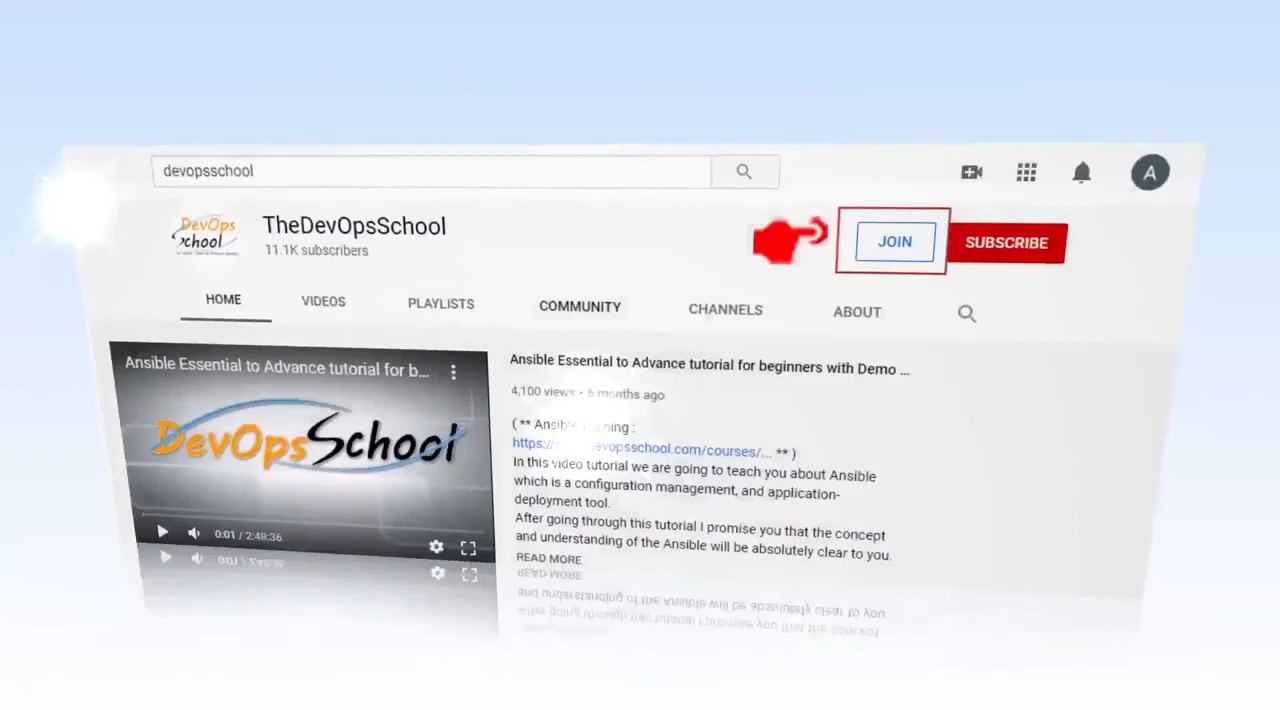 devopsschool
A
DevOps
School
TheDevOpsSchool
11.1K subscribers
JOIN
SUBSCRIBE
HOME
VIDEOS
PLAYLISTS
COMMUNITY
CHANNELS
ABOUT
Ansible Essential to Advance tutorial for b...
DevOpsSchool
0:01 / 2:48:36
Ansible Essential to Advance tutorial for beginners with Demo ...
4,100 views • 6 months ago
( ** :
https:// .com/courses/... ** )
In this video tutorial we are going to teach you about Ansible
which is a configuration management, and application-
deployment tool.
After going through this tutorial I promise you that the concept
and understanding of the Ansible will be absolutely clear to you.
READ MORE